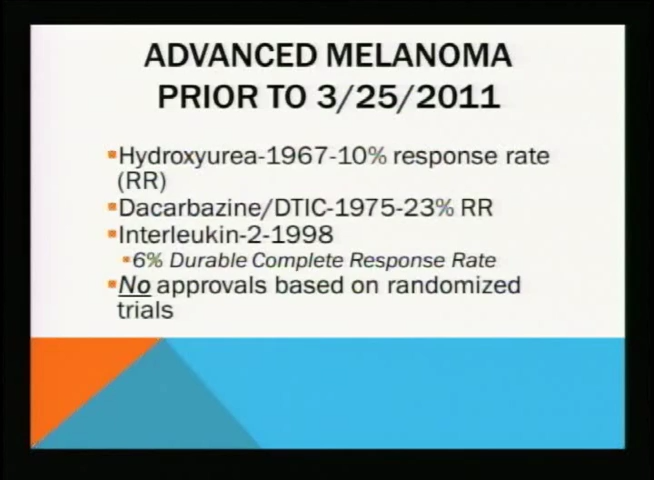 ADVANCED MELANOMA
PRIOR TO 3/25/2011
Hydroxyurea-1967-10% response rate
(RR)
Dacarbazine/DTIC-1975-23% RR
Interleukin-2-1998
6% Durable Complete Response Rate
No approvals based on randomized
trials